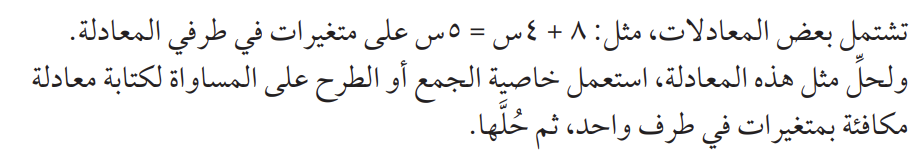 تشتمل بعض المعادلات، مثل: ٨ + ٤س = ٥س على متغيرات في طرفي المعادلة.
ولحلِّ مثل هذه المعادلة، استعمل خاصية الجمع أو الطرح على المساواة لكتابة معادلة
مكافئة بمتغيرات في طرف واحد، ثم حُلَّها.